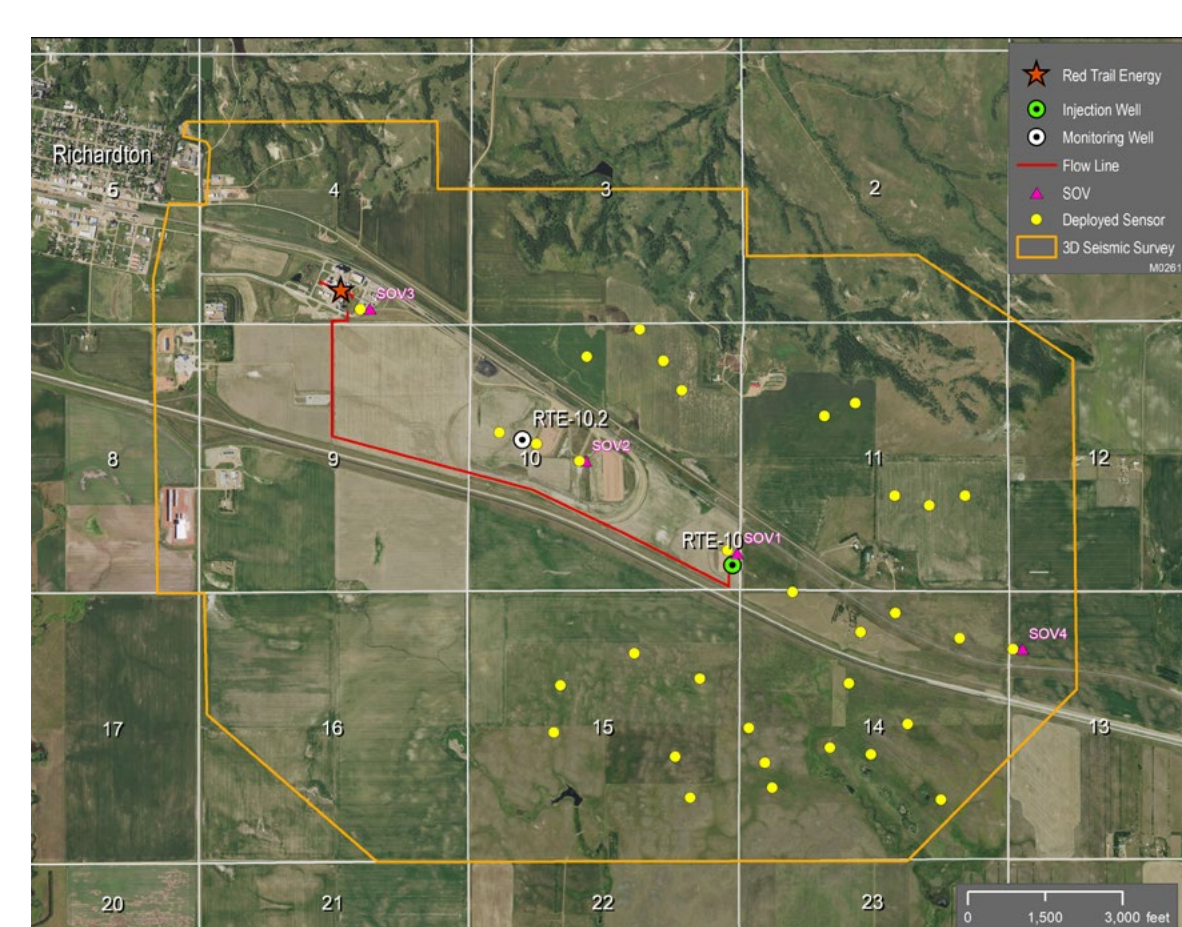 Red Trail Energy
Injection Well
Monitoring Well
Flow Line
SOV
Deployed Sensor
3D Seismic Survey
M0261
Richardton
5
4
3
2
SOV3
RTE-10.2
SOV2
8
9
10
11
12
RTE-10
SOV1
SOV4
17
16
15
14
13
20
21
22
23
0 1,500 3,000 feet